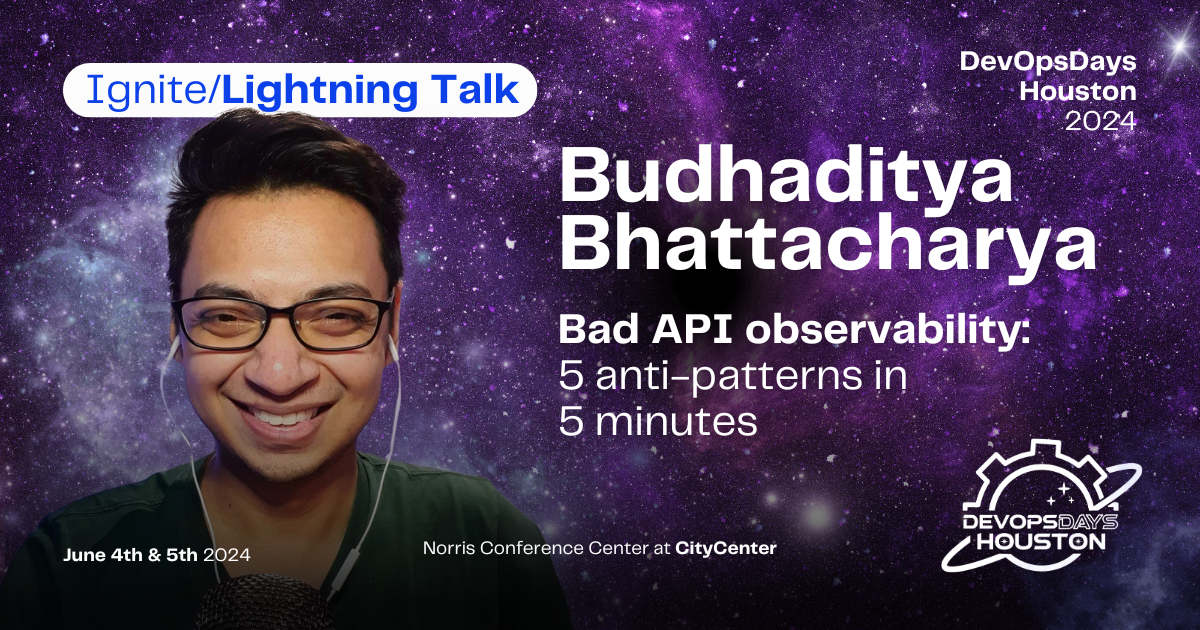 Ignite/Lightning Talk
DevOpsDays
Houston
2024
Budhaditya
Bhattacharya
Bad API observability:
5 anti-patterns in
5 minutes
June 4th & 5th 2024
Norris Conference Center at CityCenter
DEVOPSDAYS
HOUSTON